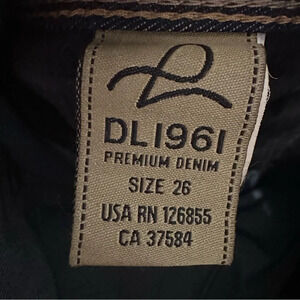 DL1961
PREMIUM DENIM
SIZE 26
USA RN 126855
CA 37584